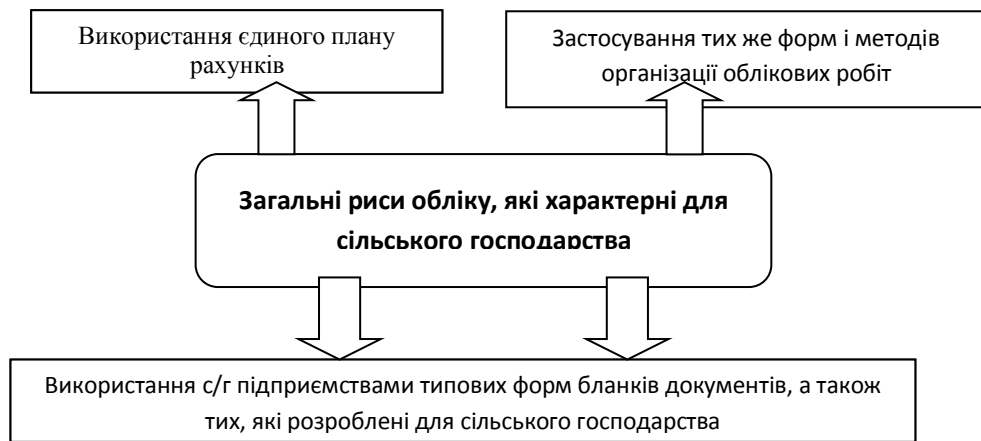 Використання єдиного плану
рахунків
Застосування тих же форм і методів
організації облікових робіт
Загальні риси обліку, які характерні для
сільського господарства
Використання с/г підприємствами типових форм бланків документів, а також
тих, які розроблені для сільського господарства